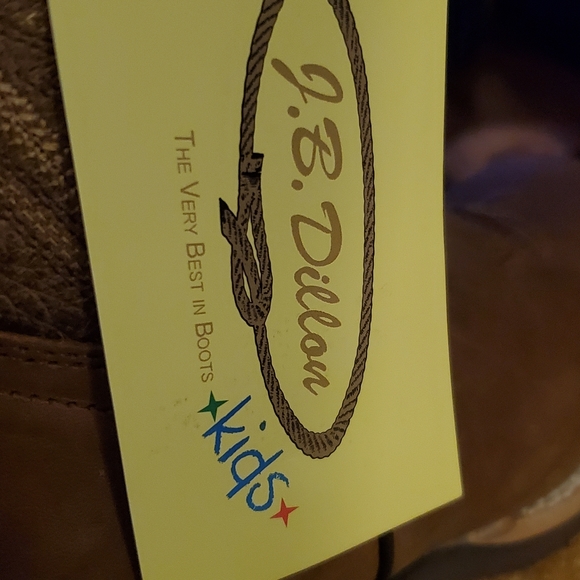 J.B. Dillon
THE VERY BEST IN BOOTS
kids